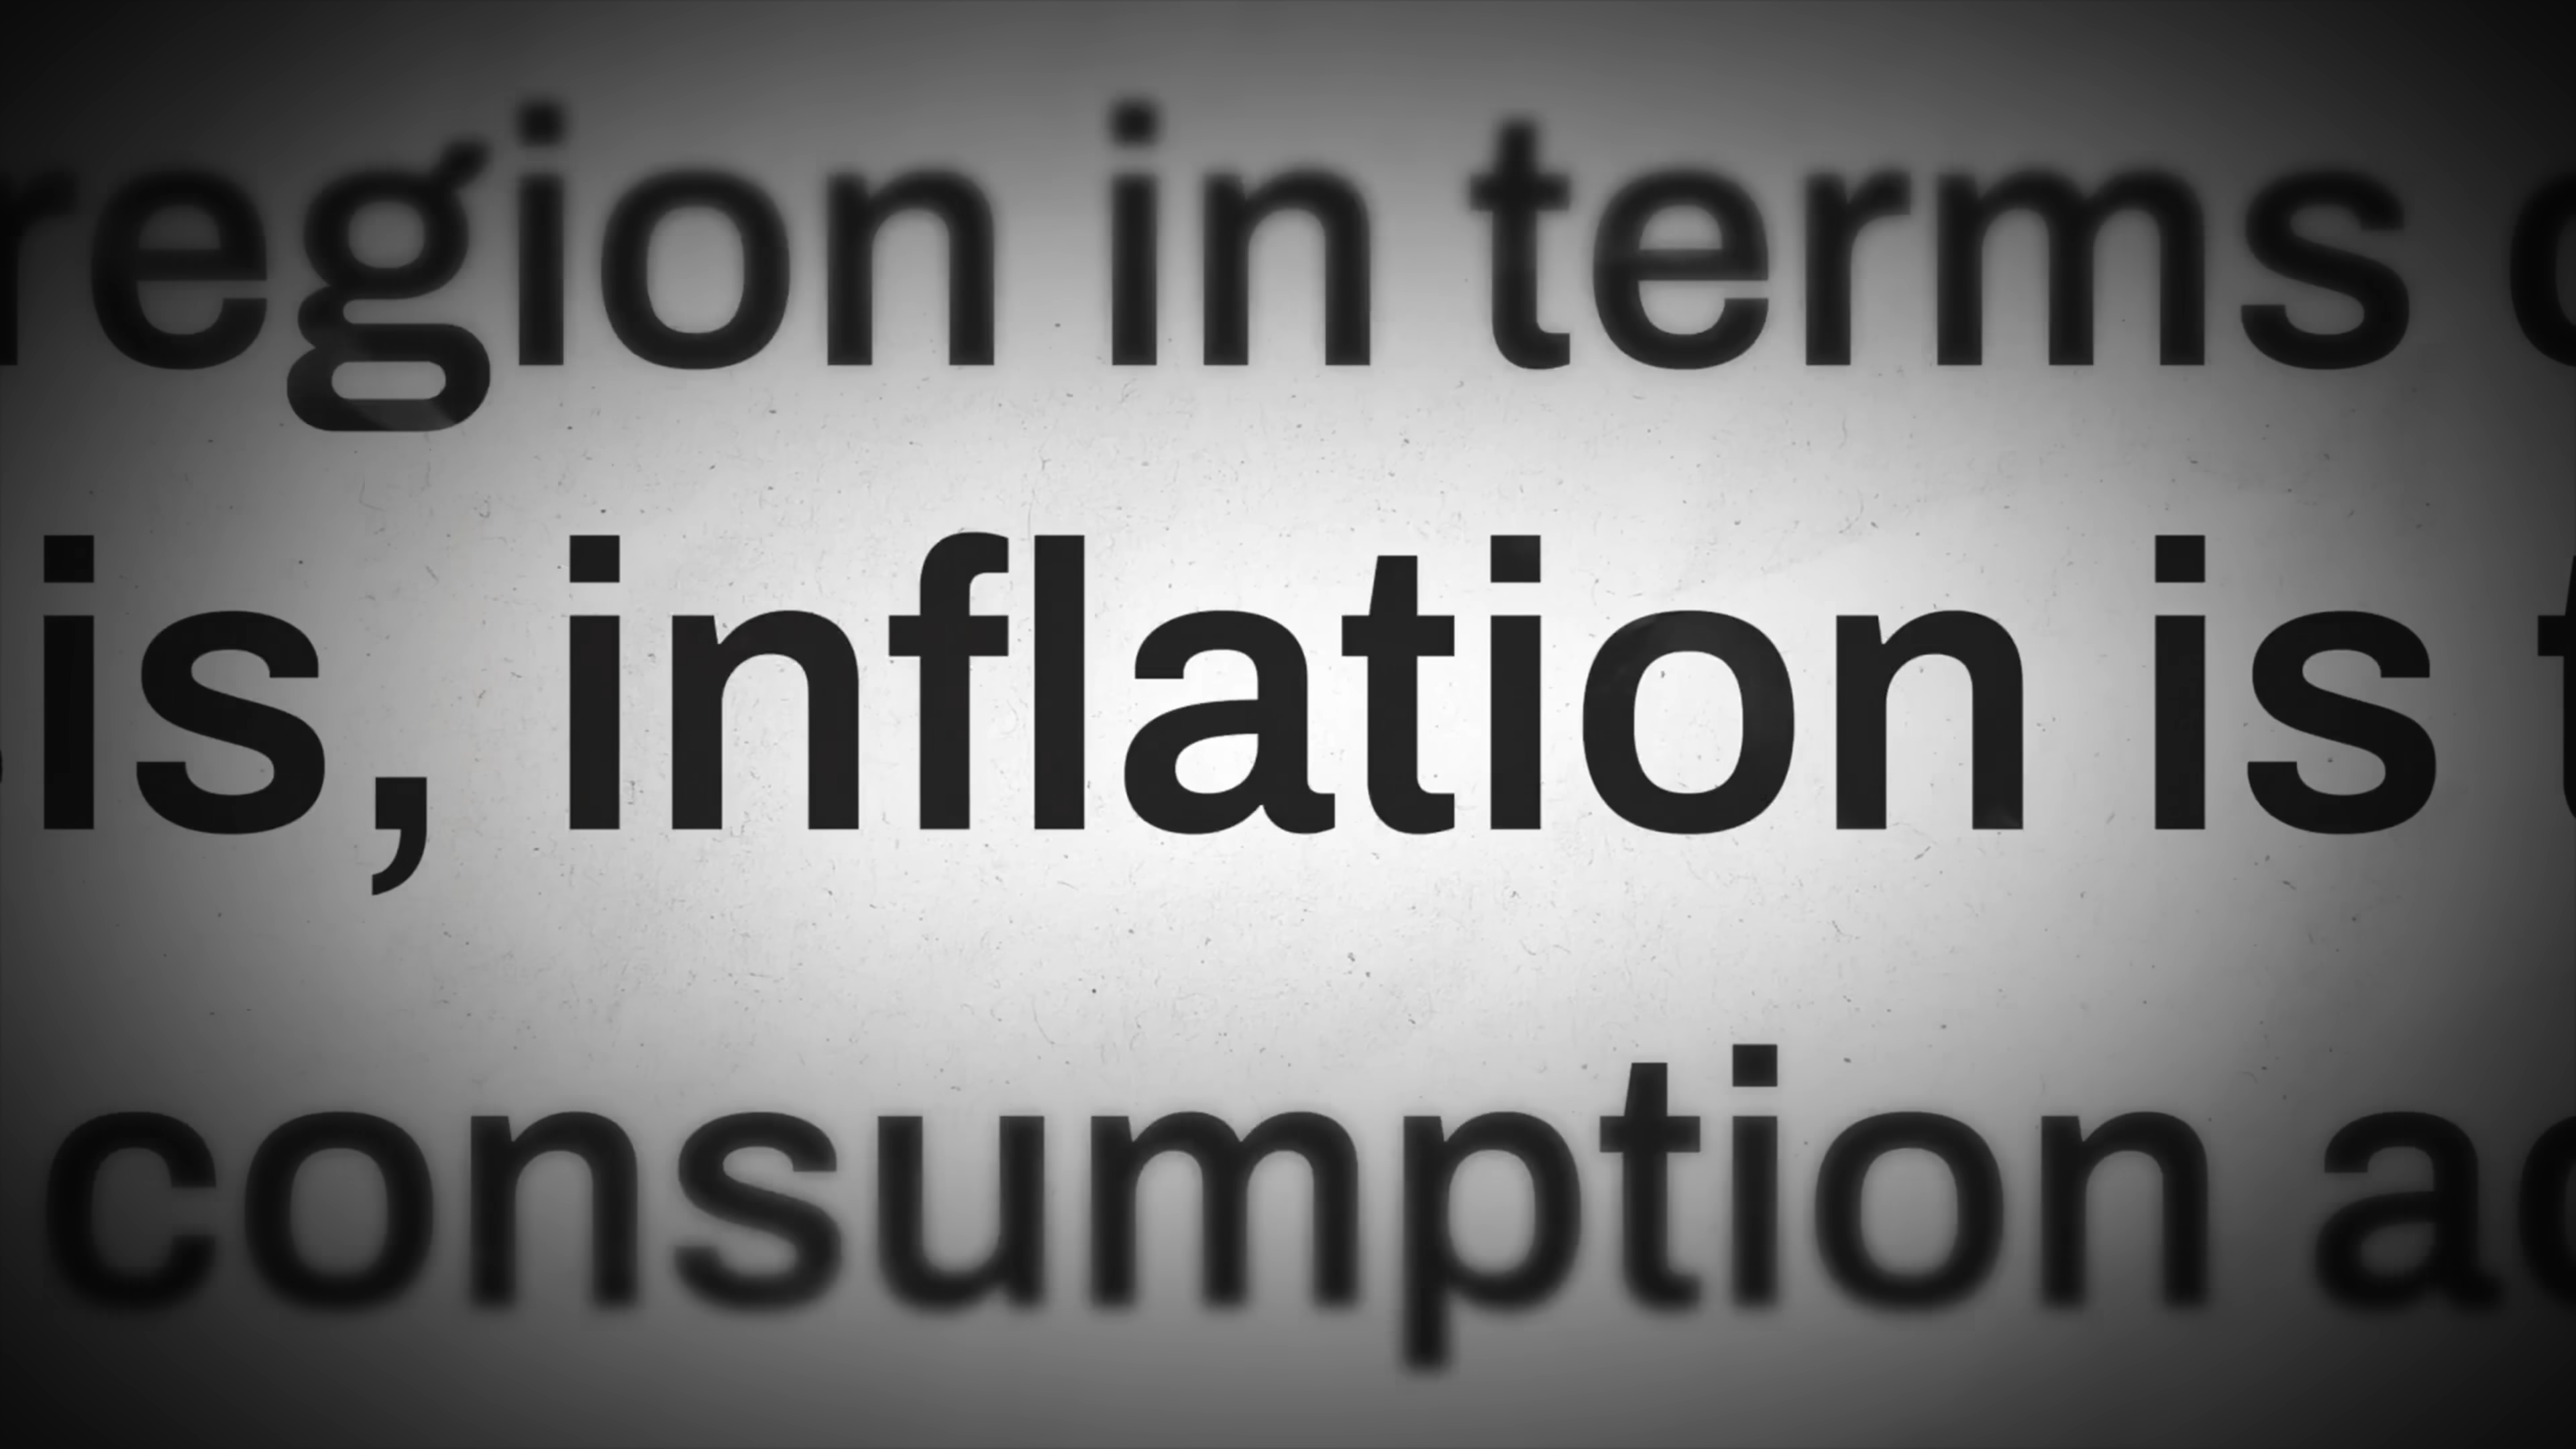 region in terms
is, inflation is
consumption